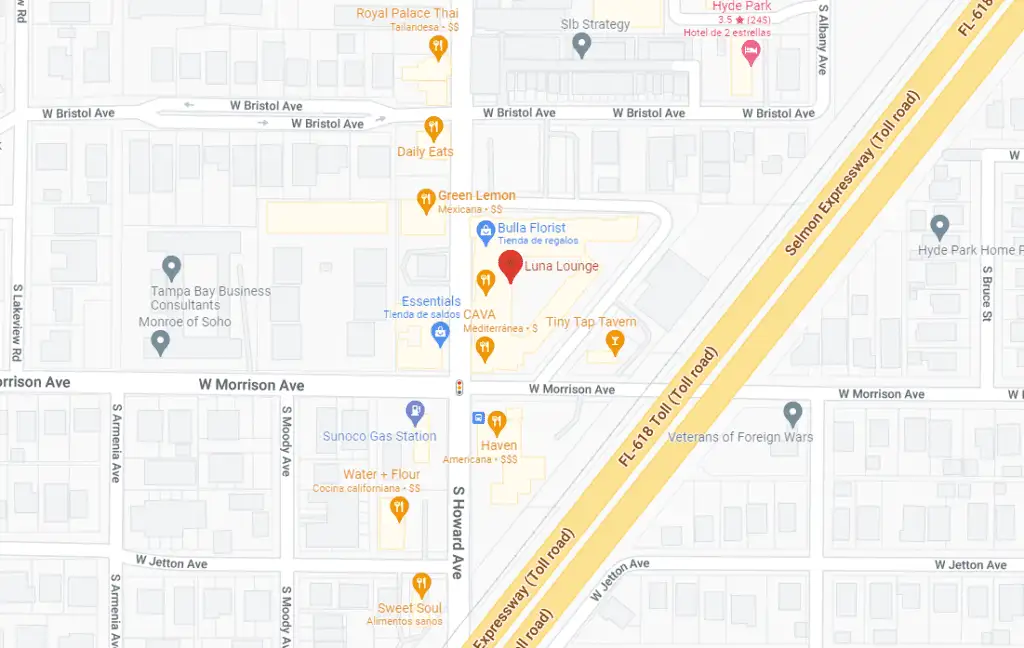 Royal Palace Thai
Tailandesa • $$
Slb Strategy
Hyde Park
3.5 ★ (24$)
Hotel de 2 estrellas
S Albany Ave
FL-618
W Bristol Ave
W Bristol Ave
W Bristol Ave
W Bristol Ave
W Bristol Ave
W Bristol Ave
Daily Eats
W
Selmon Expressway (Toll road)
Green Lemon
Mexicana • $$
Bulla Florist
Tienda de regalos
Luna Lounge
Hyde Park Home F
S Bruce St
S Lakeview Rd
Tampa Bay Business
Consultants
Monroe of Soho
Essentials
Tienda de saldos
CAVA
Mediterránea • $
Tiny Tap Tavern
orrison Ave
W Morrison Ave
W Morrison Ave
W Morrison Ave
W
FL-618 Toll (Toll road)
S Armenia Ave
S Moody Ave
Sunoco Gas Station
Haven
Americana • $$$
Veterans of Foreign Wars
Water + Flour
Cocina californiana • $$
S Howard Ave
W Jetton Ave
W Jetton Ave
W Jetton Ave
Expressway (Toll road)
oll road)
S Armenia
S Moody Ave
Sweet Soul
Alimentos sanos